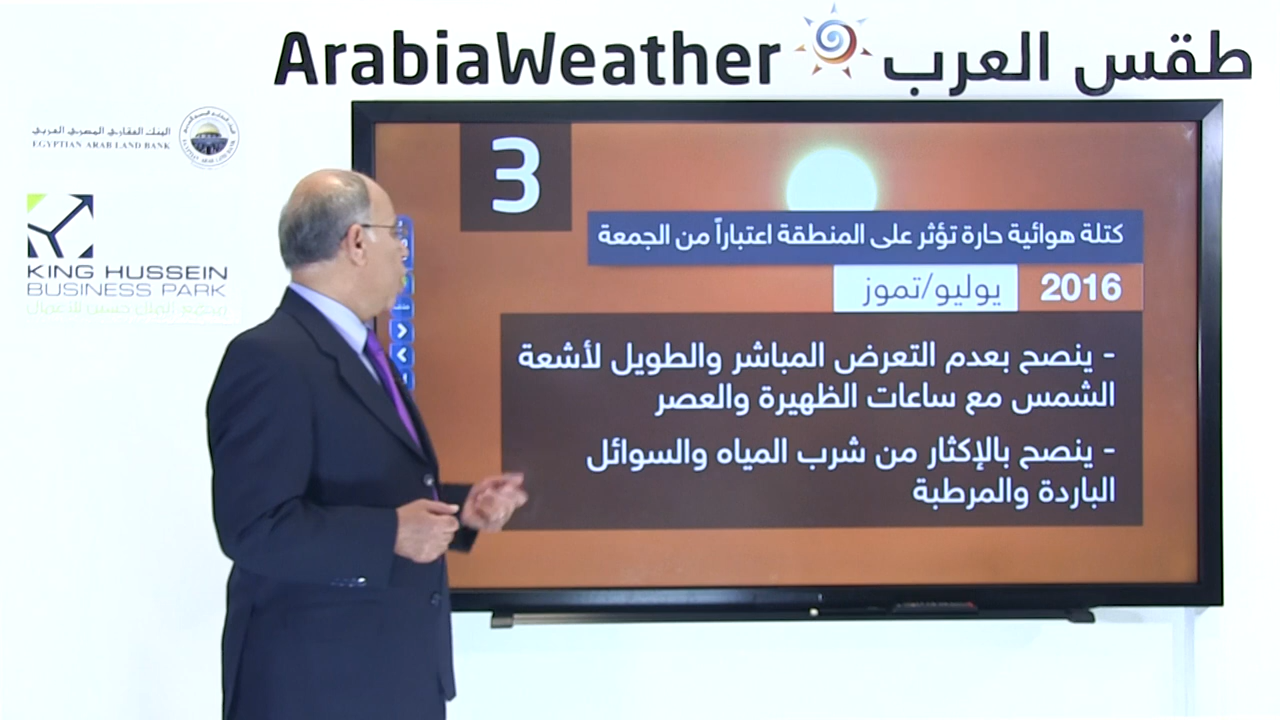 ArabiaWeather طقس العرب
البنك العقاري المصري العربي
EGYPTIAN ARAB LAND BANK
KING HUSSEIN
BUSINESS PARK
3
كتلة هوائية حارة تؤثر على المنطقة اعتباراً من الجمعة
2016 يوليو/تموز
- ينصح بعدم التعرض المباشر والطويل لأشعة
الشمس مع ساعات الظهيرة والعصر
- ينصح بالإكثار من شرب المياه والسوائل
الباردة والمرطبة